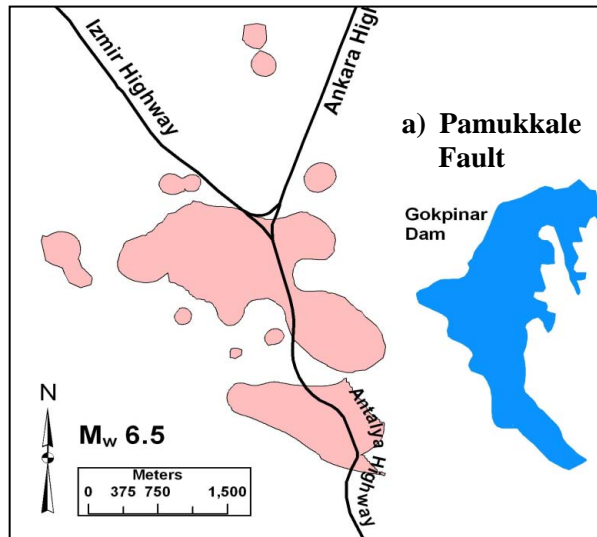 Izmir Highway
Ankara High
a) Pamukkale
Fault
Gokpinar
Dam
Antalya Highway
N
Mw 6.5
Meters
0 375 750 1,500